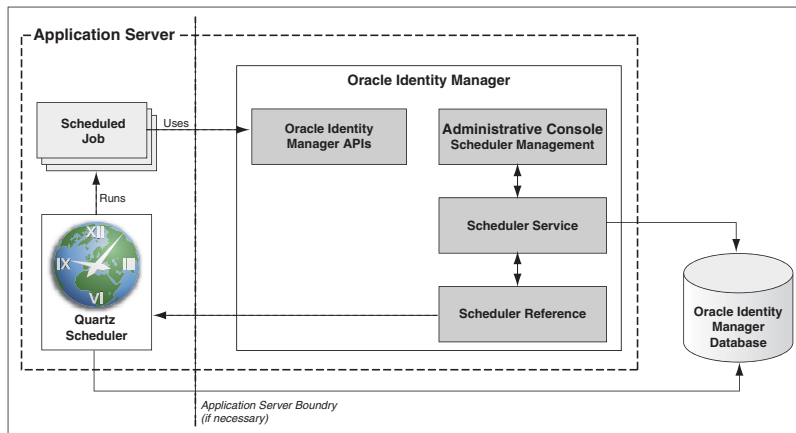 Application Server
Oracle Identity Manager
Scheduled
Job
Uses
Oracle Identity
Manager APIs
Administrative Console
Scheduler Management
Runs
Scheduler Service
XII
IX
III
VI
Quartz
Scheduler
Scheduler Reference
Oracle Identity
Manager
Database
Application Server Boundry
(if necessary)